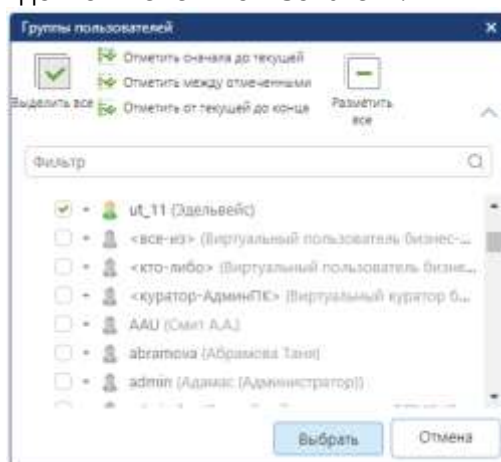 Группы пользователей
Отметить сначала до текущей
Отметить между отмеченными
Выделить все
Отметить от текущей до конца
Разметить
все
Фильтр
ut_11 (Эдельвейс)
<все-из> (Виртуальный пользователь бизнес-...
<кто-либо> (Виртуальный пользователь бизне...
<куратор-АдминПК> (Виртуальный куратор б...
AAU (Смит А.А.)
abramova (Абрамова Таня)
admin (Адамас (Администратор))
Выбрать
Отмена